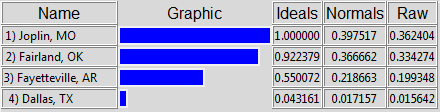 Name Graphic Ideals Normals Raw
1) Joplin, MO 1.000000 0.397517 0.362404
2) Fairland, OK 0.922379 0.366662 0.334274
3) Fayetteville, AR 0.550072 0.218663 0.199348
4) Dallas, TX 0.043161 0.017157 0.015642